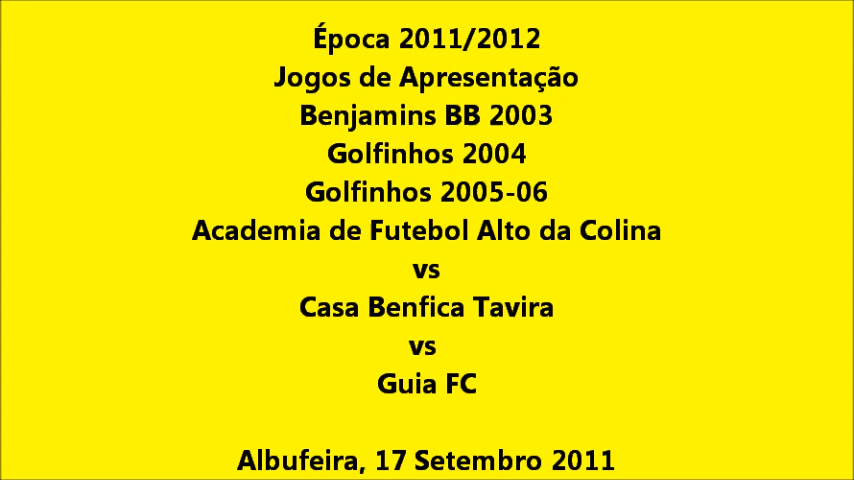 Época 2011/2012
Jogos de Apresentação
Benjamins BB 2003
Golfinhos 2004
Golfinhos 2005-06
Academia de Futebol Alto da Colina
vs
Casa Benfica Tavira
vs
Guia FC
Albufeira, 17 Setembro 2011